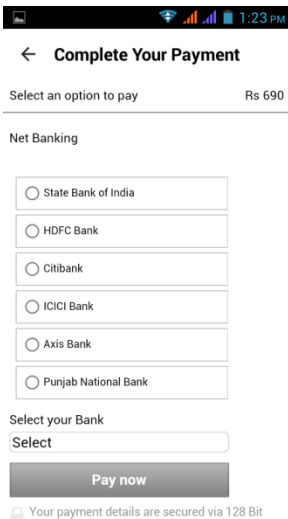 1:23 PM
Complete Your Payment
Select an option to pay Rs 690
Net Banking
State Bank of India
HDFC Bank
Citibank
ICICI Bank
Axis Bank
Punjab National Bank
Select your Bank
Select
Pay now
Your payment details are secured via 128 Bit